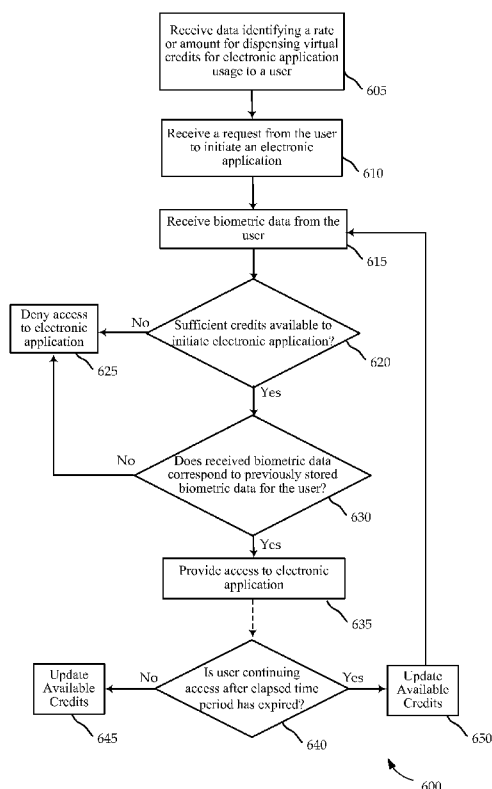 Receive data identifying a rate
or amount for dispensing virtual
credits for electronic application
usage to a user
605
Receive a request from the user
to initiate an electronic
application
610
Receive biometric data from the
user
615
Sufficient credits available to
initiate electronic application?
620
No
Deny access
to electronic
application
625
Yes
Does received biometric data
correspond to previously stored
biometric data for the user?
630
No
Yes
Provide access to electronic
application
635
Is user continuing
access after elapsed time
period has expired?
640
No
Update
Available
Credits
645
Yes
Update
Available
Credits
650
600